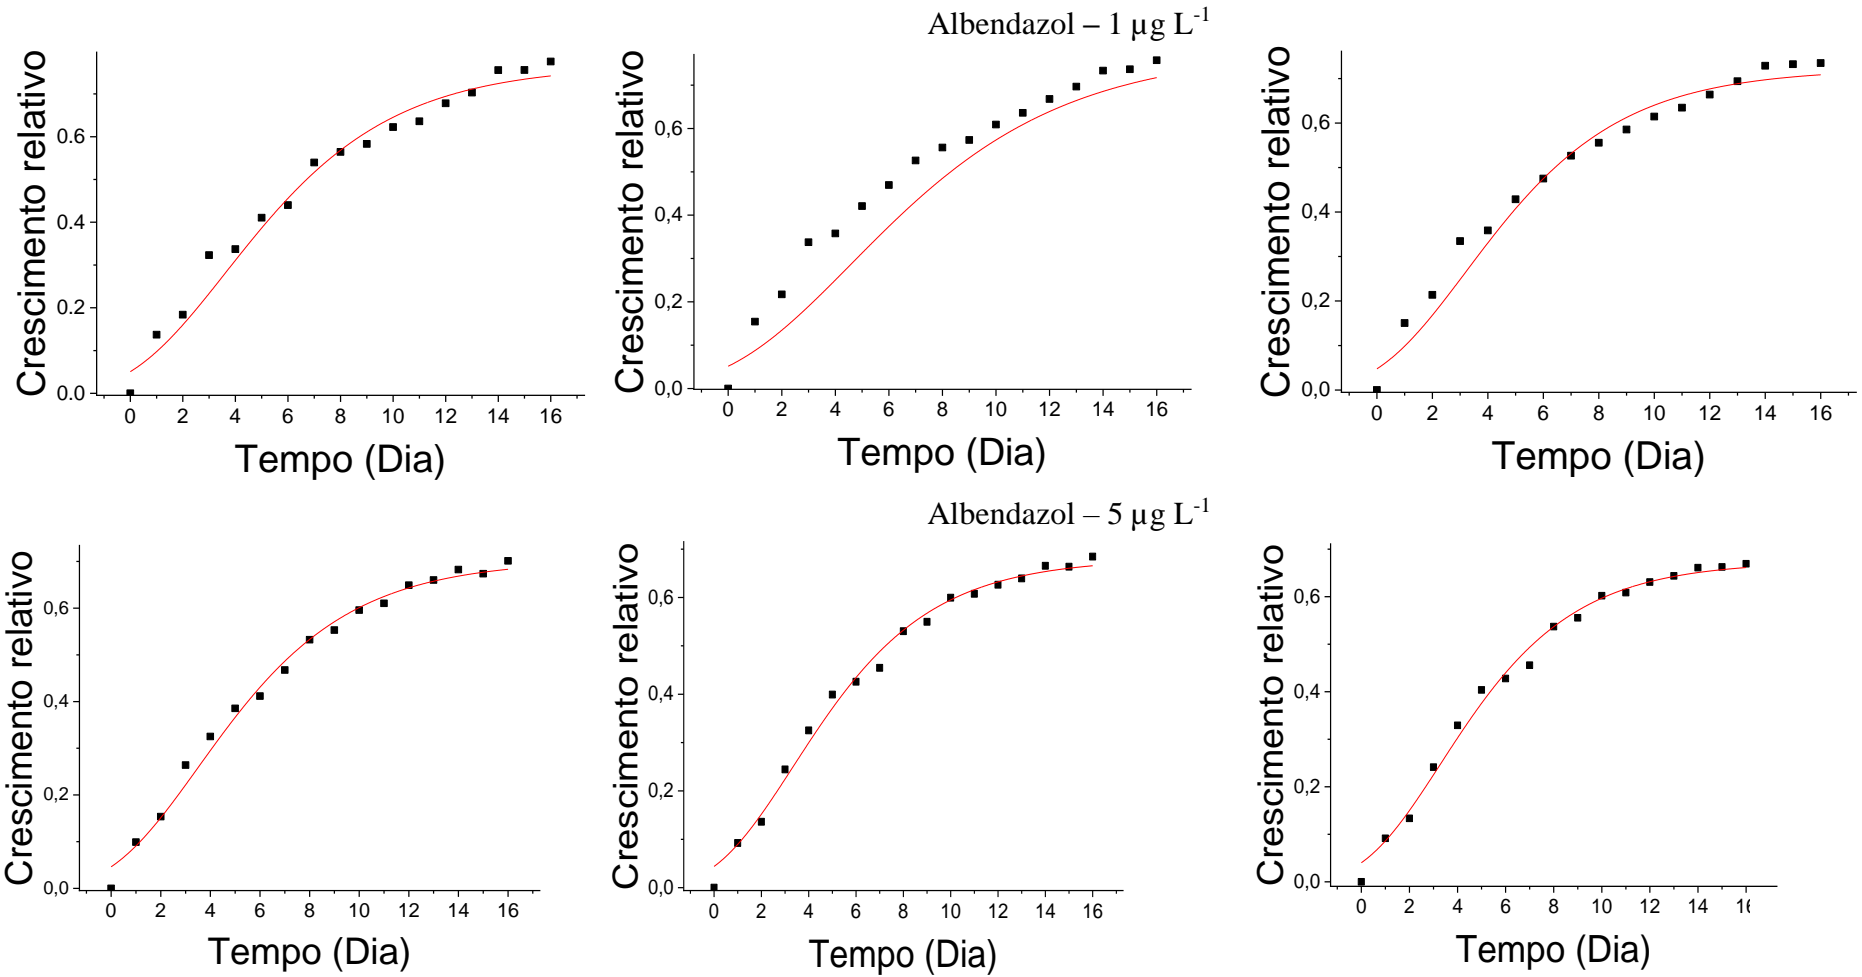 Albendazol – 1 µg L⁻¹
Crescimento relativo
0,6
0,4
0,2
0,0
0 2 4 6 8 10 12 14 16
Tempo (Dia)
Crescimento relativo
0,6
0,4
0,2
0,0
0 2 4 6 8 10 12 14 16
Tempo (Dia)
Crescimento relativo
0,6
0,4
0,2
0,0
0 2 4 6 8 10 12 14 16
Tempo (Dia)
Albendazol – 5 µg L⁻¹
Crescimento relativo
0,6
0,4
0,2
0,0
0 2 4 6 8 10 12 14 16
Tempo (Dia)
Crescimento relativo
0,6
0,4
0,2
0,0
0 2 4 6 8 10 12 14 16
Tempo (Dia)
Crescimento relativo
0,6
0,4
0,2
0,0
0 2 4 6 8 10 12 14 16
Tempo (Dia)